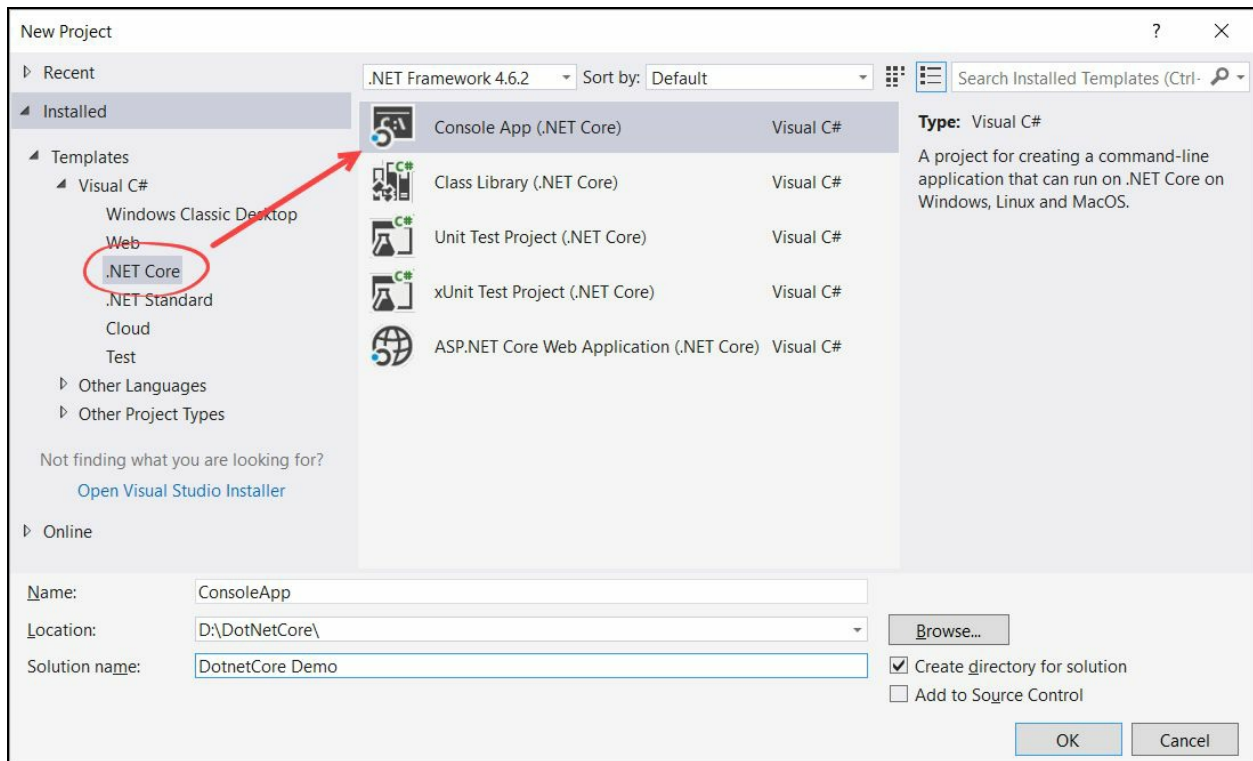 New Project
?
Recent
Installed
Templates
Visual C#
Windows Classic Desktop
Web
.NET Core
.NET Standard
Cloud
Test
Other Languages
Other Project Types
Not finding what you are looking for?
Open Visual Studio Installer
Online
.NET Framework 4.6.2 Sort by: Default
Search Installed Templates (Ctrl-
C:\ Console App (.NET Core) Visual C#
C# Class Library (.NET Core) Visual C#
C# Unit Test Project (.NET Core) Visual C#
C# xUnit Test Project (.NET Core) Visual C#
ASP.NET Core Web Application (.NET Core) Visual C#
Type: Visual C#
A project for creating a command-line
application that can run on .NET Core on
Windows, Linux and MacOS.
Name: ConsoleApp
Location: D:\DotNetCore\
Browse...
Solution name: DotnetCore Demo
Create directory for solution
Add to Source Control
OK Cancel